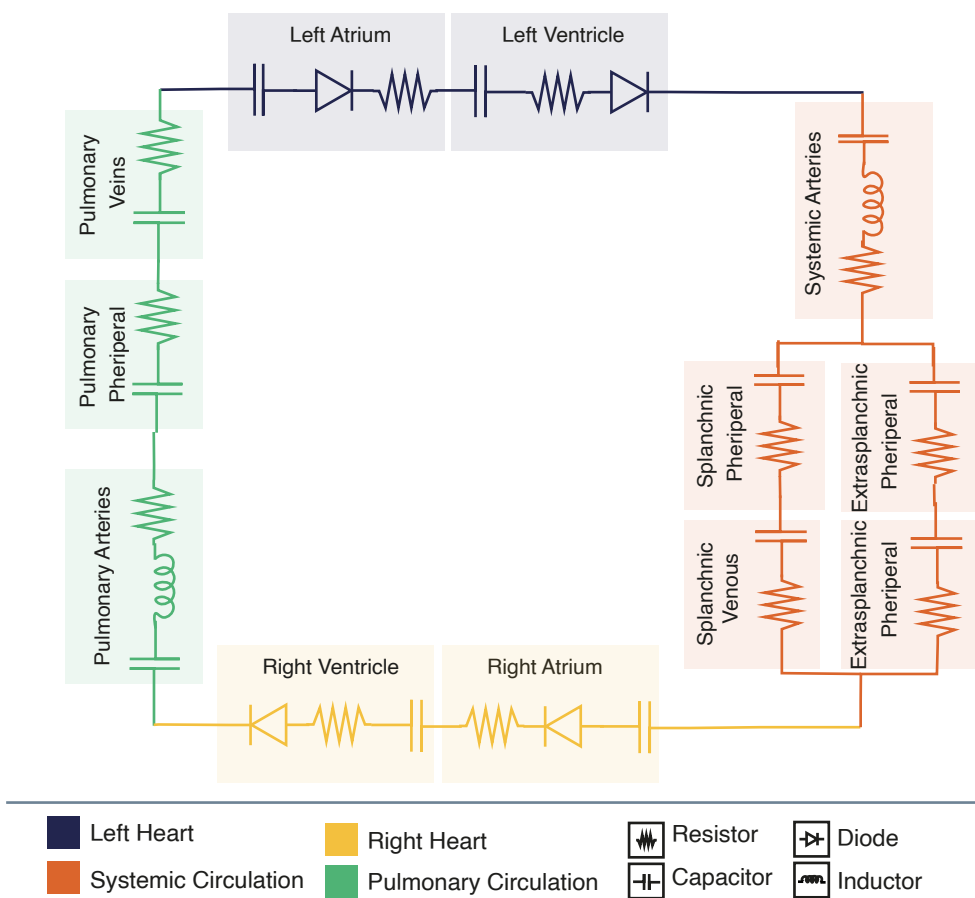 Left Atrium
Left Ventricle
Pulmonary
Veins
Systemic Arteries
Pulmonary
Pheriperal
Splanchnic
Pheriperal
Extrasplanchnic
Pheriperal
Pulmonary Arteries
Splanchnic
Venous
Extrasplanchnic
Pheriperal
Right Ventricle
Right Atrium
Left Heart
Right Heart
Resistor
Diode
Systemic Circulation
Pulmonary Circulation
Capacitor
Inductor